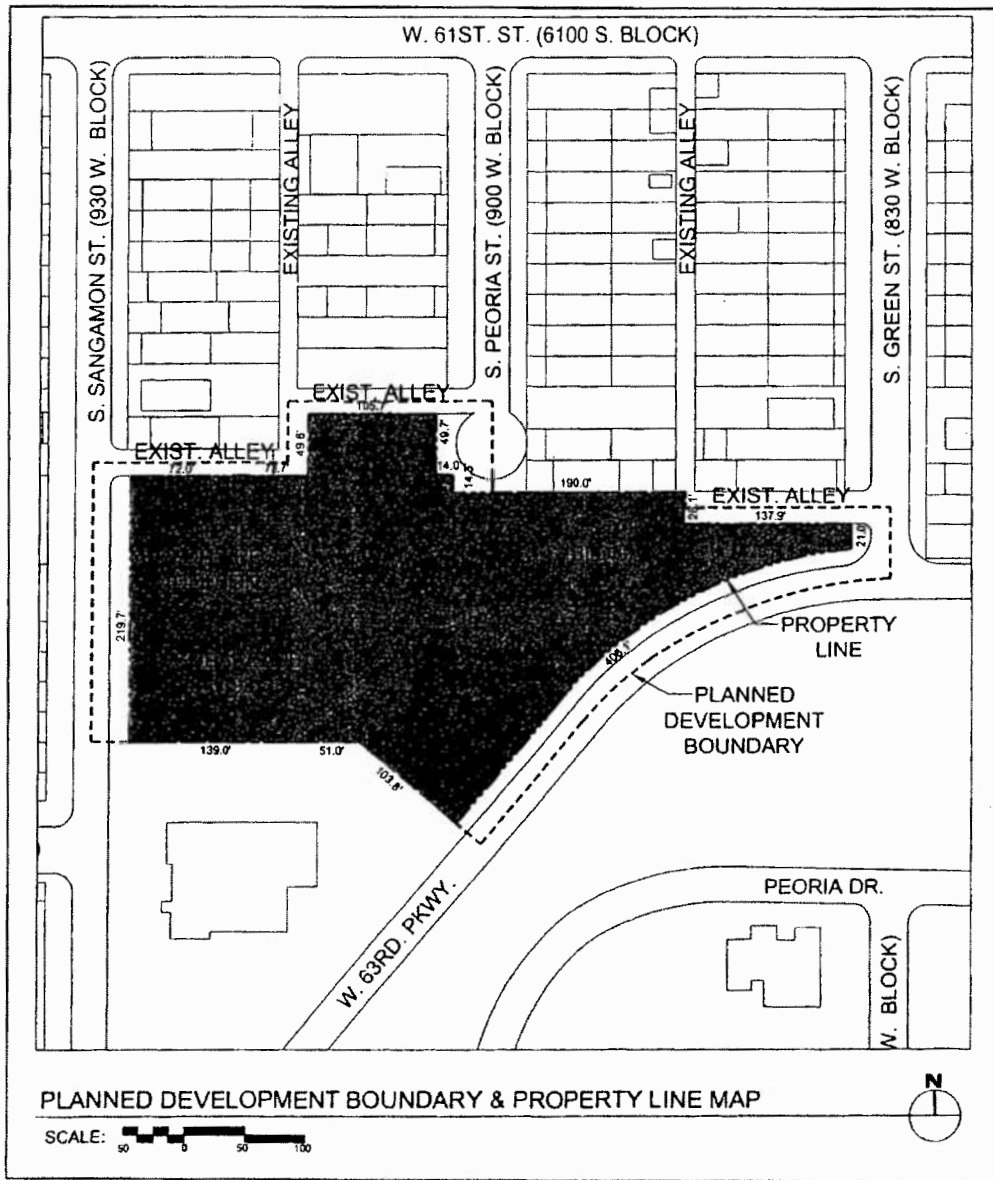 W. 61ST. ST. (6100 S. BLOCK)
S. SANGAMON ST. (930 W. BLOCK)
EXISTING ALLEY
S. PEORIA ST. (900 W. BLOCK)
EXISTING ALLEY
S. GREEN ST. (830 W. BLOCK)
EXIST. ALLEY
105.7'
49.6'
49.7'
EXIST. ALLEY
14.0'
190.0'
EXIST. ALLEY
137.9'
21.0'
219.7'
PROPERTY
LINE
PLANNED
DEVELOPMENT
BOUNDARY
139.0'
51.0'
103.8'
W. 63RD. PKWY.
PEORIA DR.
W. BLOCK)
PLANNED DEVELOPMENT BOUNDARY & PROPERTY LINE MAP
N
SCALE:
50 0 50 100